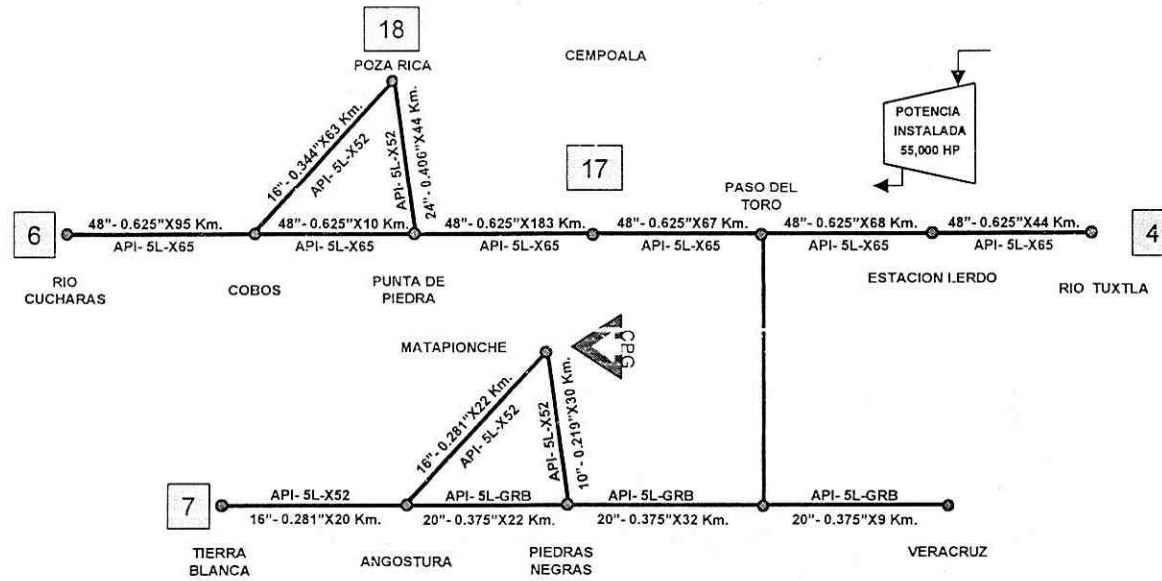 18
POZA RICA
CEMPOALA
POTENCIA
INSTALADA
55,000 HP
16"- 0.344"X63 Km.
API- 5L-X52
24"- 0.406"X44 Km.
API- 5L-X52
17
PASO DEL
TORO
6
48"- 0.625"X95 Km.
48"- 0.625"X10 Km.
48"- 0.625"X183 Km.
48"- 0.625"X67 Km.
48"- 0.625"X68 Km.
48"- 0.625"X44 Km.
4
API- 5L-X65
API- 5L-X65
API- 5L-X65
API- 5L-X65
API- 5L-X65
API- 5L-X65
RIO
CUCHARAS
COBOS
PUNTA DE
PIEDRA
ESTACION LERDO
RIO TUXTLA
MATAPIONCHE
CPG
16"- 0.281"X22 Km.
API- 5L-X52
10"- 0.219"X30 Km.
API- 5L-X52
7
API- 5L-X52
API- 5L-GRB
API- 5L-GRB
API- 5L-GRB
16"- 0.281"X20 Km.
20"- 0.375"X22 Km.
20"- 0.375"X32 Km.
20"- 0.375"X9 Km.
TIERRA
BLANCA
ANGOSTURA
PIEDRAS
NEGRAS
VERACRUZ